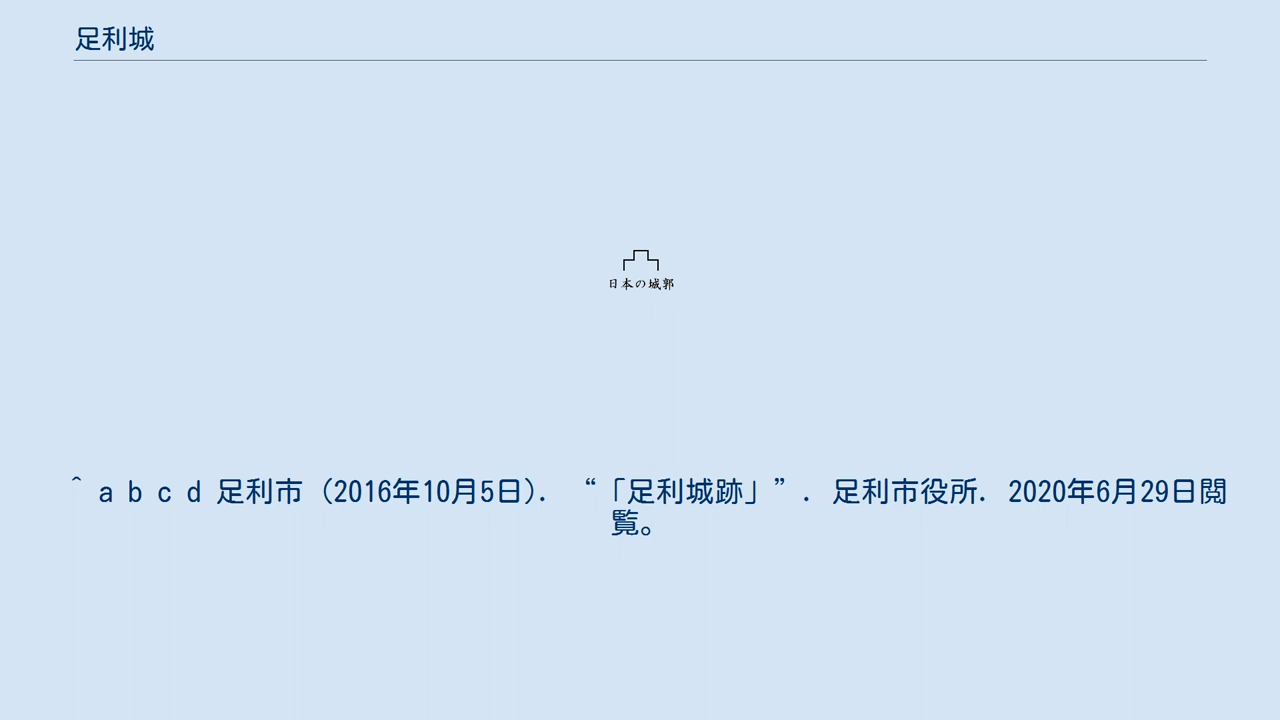 足利城
日本の城郭
^ a b c d 足利市 (2016年10月5日). “「足利城跡」”. 足利市役所. 2020年6月29日閲
覧。